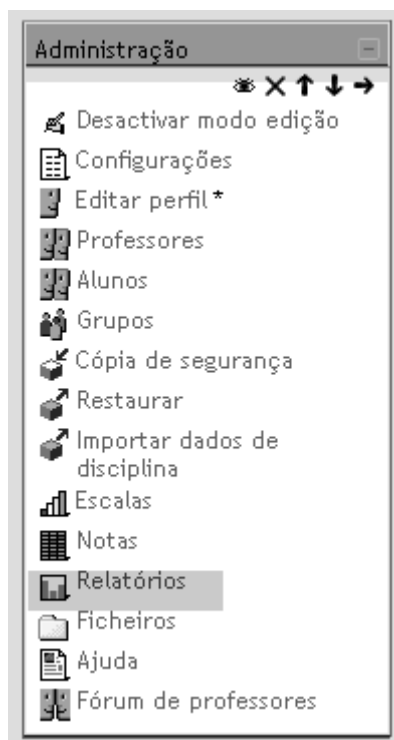 Administração
Desactivar modo edição
Configurações
Editar perfil*
Professores
Alunos
Grupos
Cópia de segurança
Restaurar
Importar dados de
disciplina
Escalas
Notas
Relatórios
Ficheiros
Ajuda
Fórum de professores